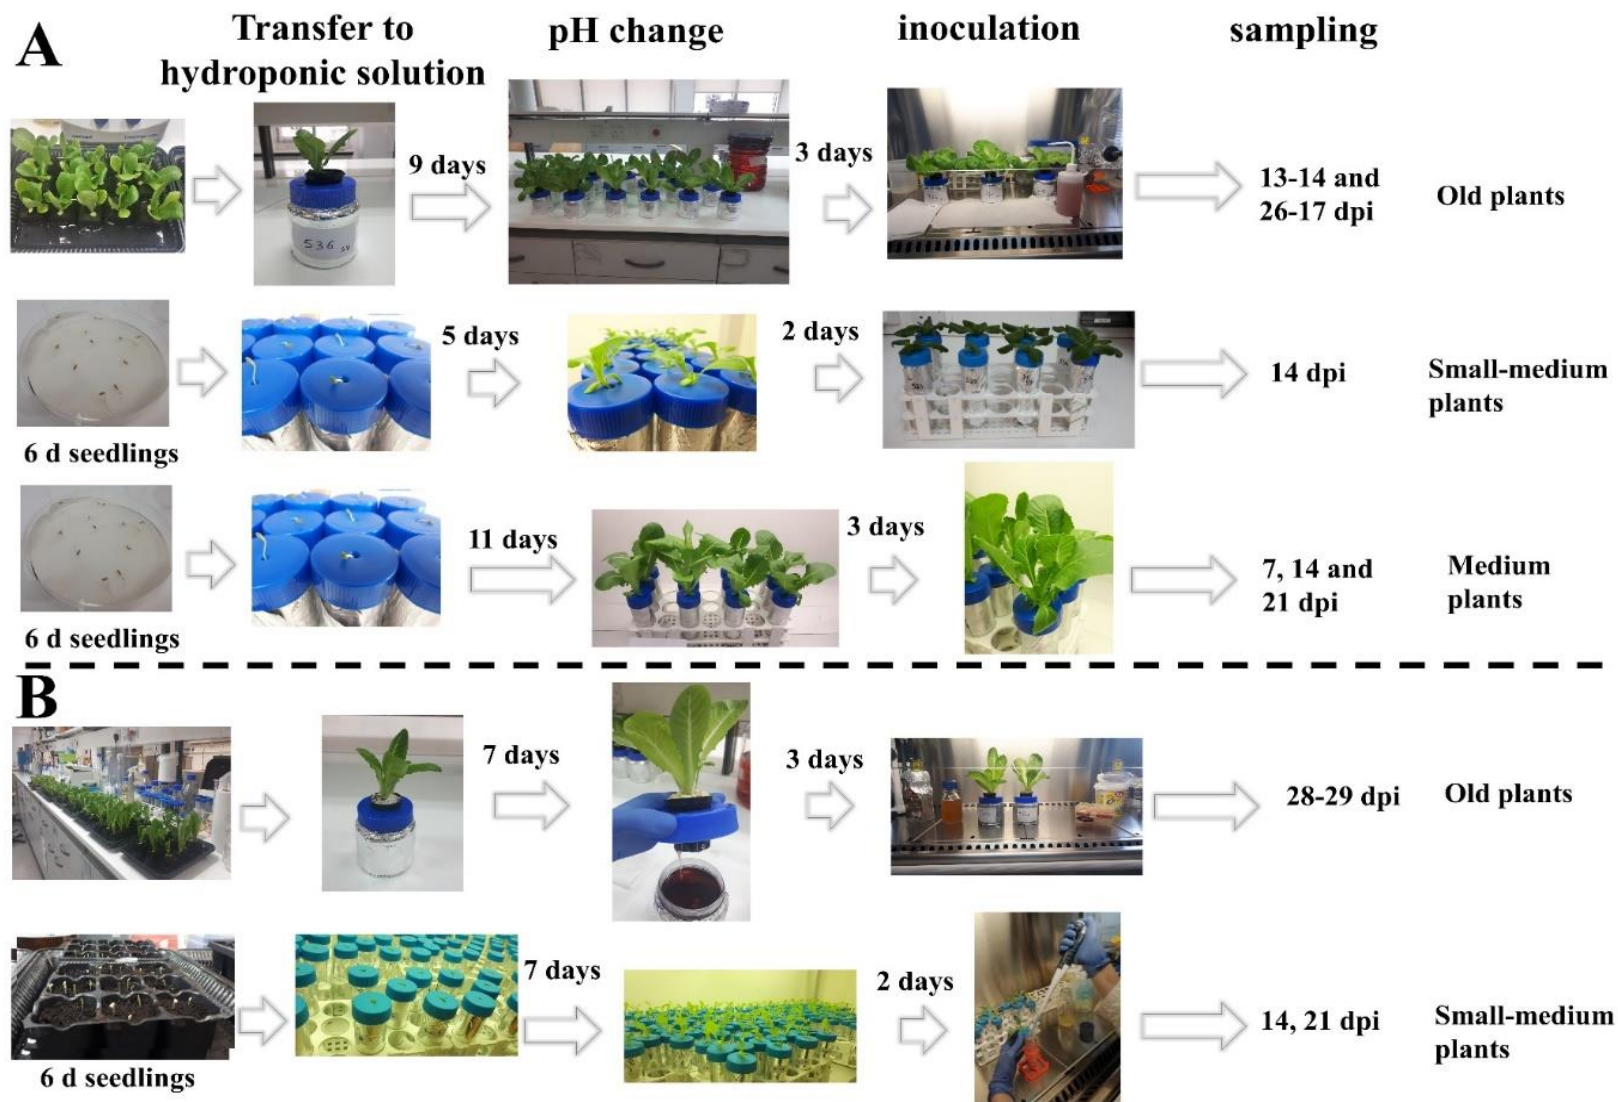 A
Transfer to
hydroponic solution
pH change
inoculation
sampling
536
9 days
3 days
13-14 and
26-17 dpi
Old plants
6 d seedlings
5 days
2 days
14 dpi
Small-medium
plants
6 d seedlings
11 days
3 days
7, 14 and
21 dpi
Medium
plants
B
7 days
3 days
28-29 dpi
Old plants
6 d seedlings
7 days
2 days
14, 21 dpi
Small-medium
plants